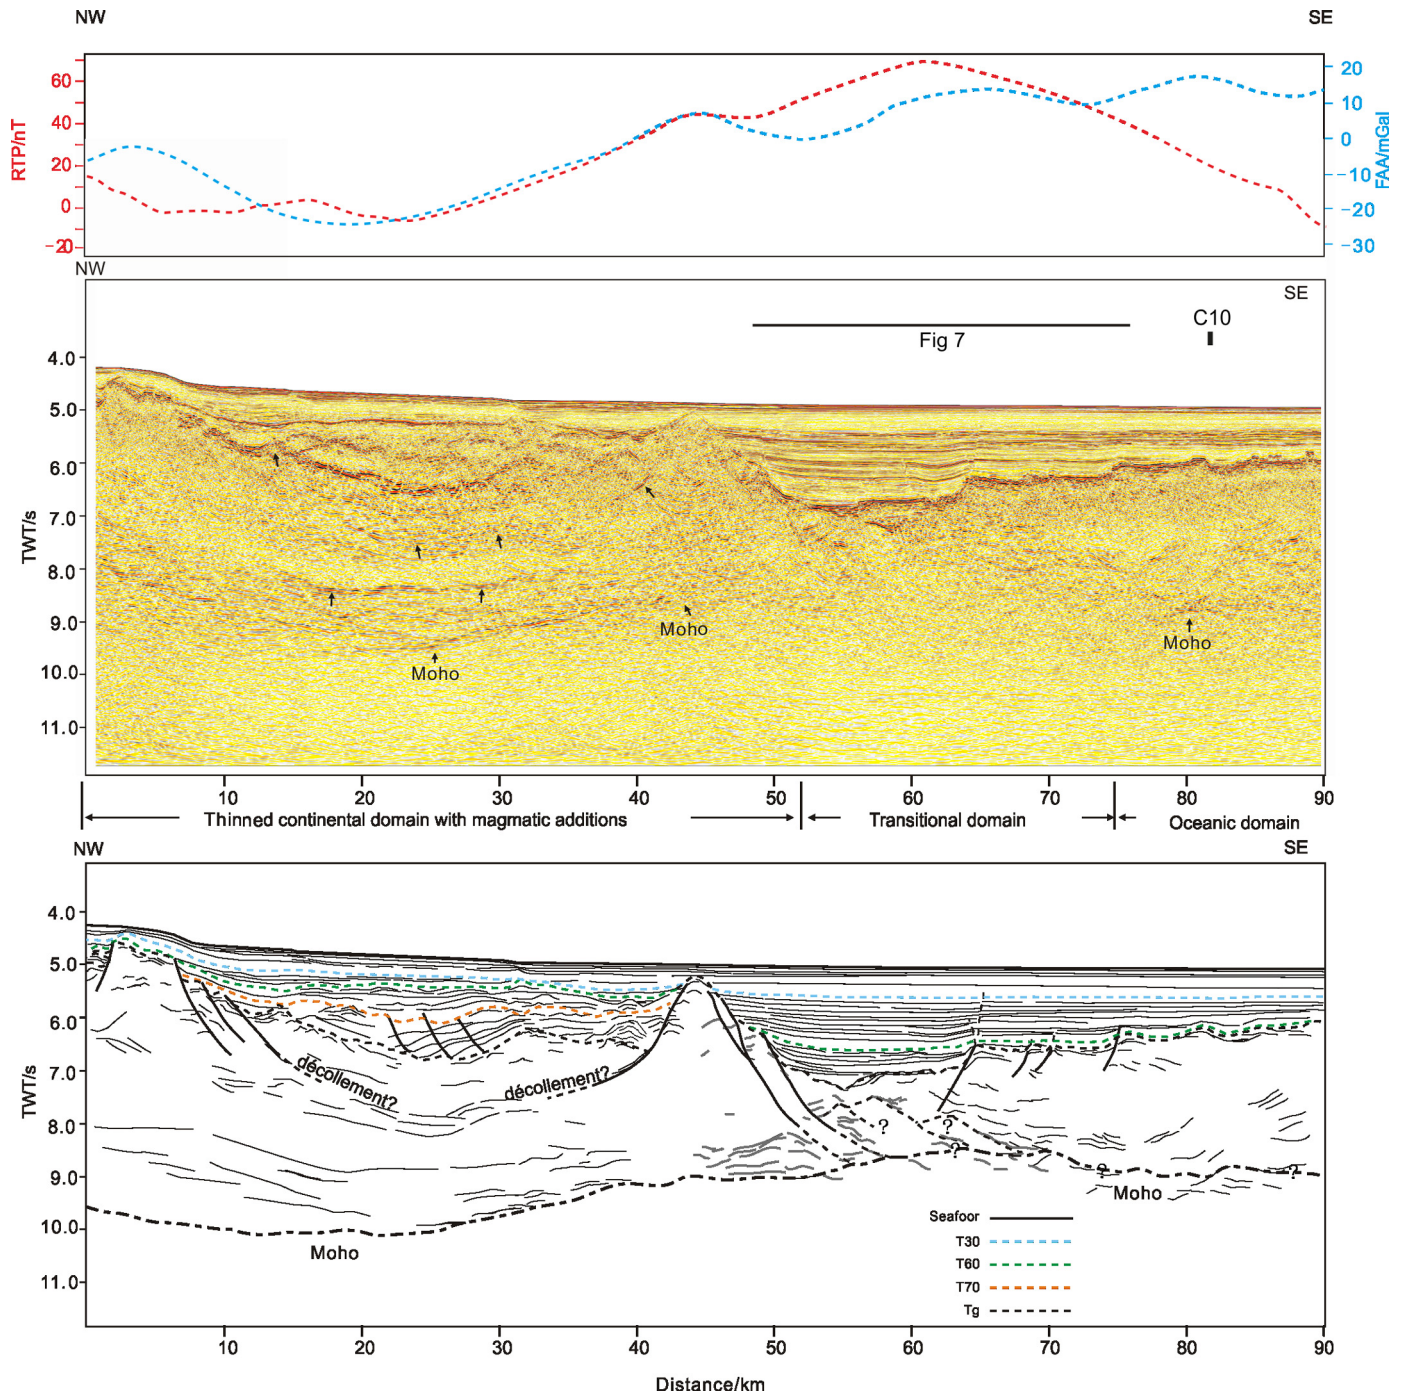 NW SE
RTP/nT
60
40
20
0
−20
20
10
0
−10
−20
−30
FAA/mGal
NW SE
C10
Fig 7
TWT/s
4.0
5.0
6.0
7.0
8.0
9.0
10.0
11.0
Moho
Moho
Moho
10 20 30 40 50 60 70 80 90
Thinned continental domain with magmatic additions Transitional domain Oceanic domain
NW SE
TWT/s
4.0
5.0
6.0
7.0
8.0
9.0
10.0
11.0
décollement?
décollement?
? ?
?
? ?
Moho
Moho
Seafoor
T30
T60
T70
Tg
10 20 30 40 50 60 70 80 90
Distance/km